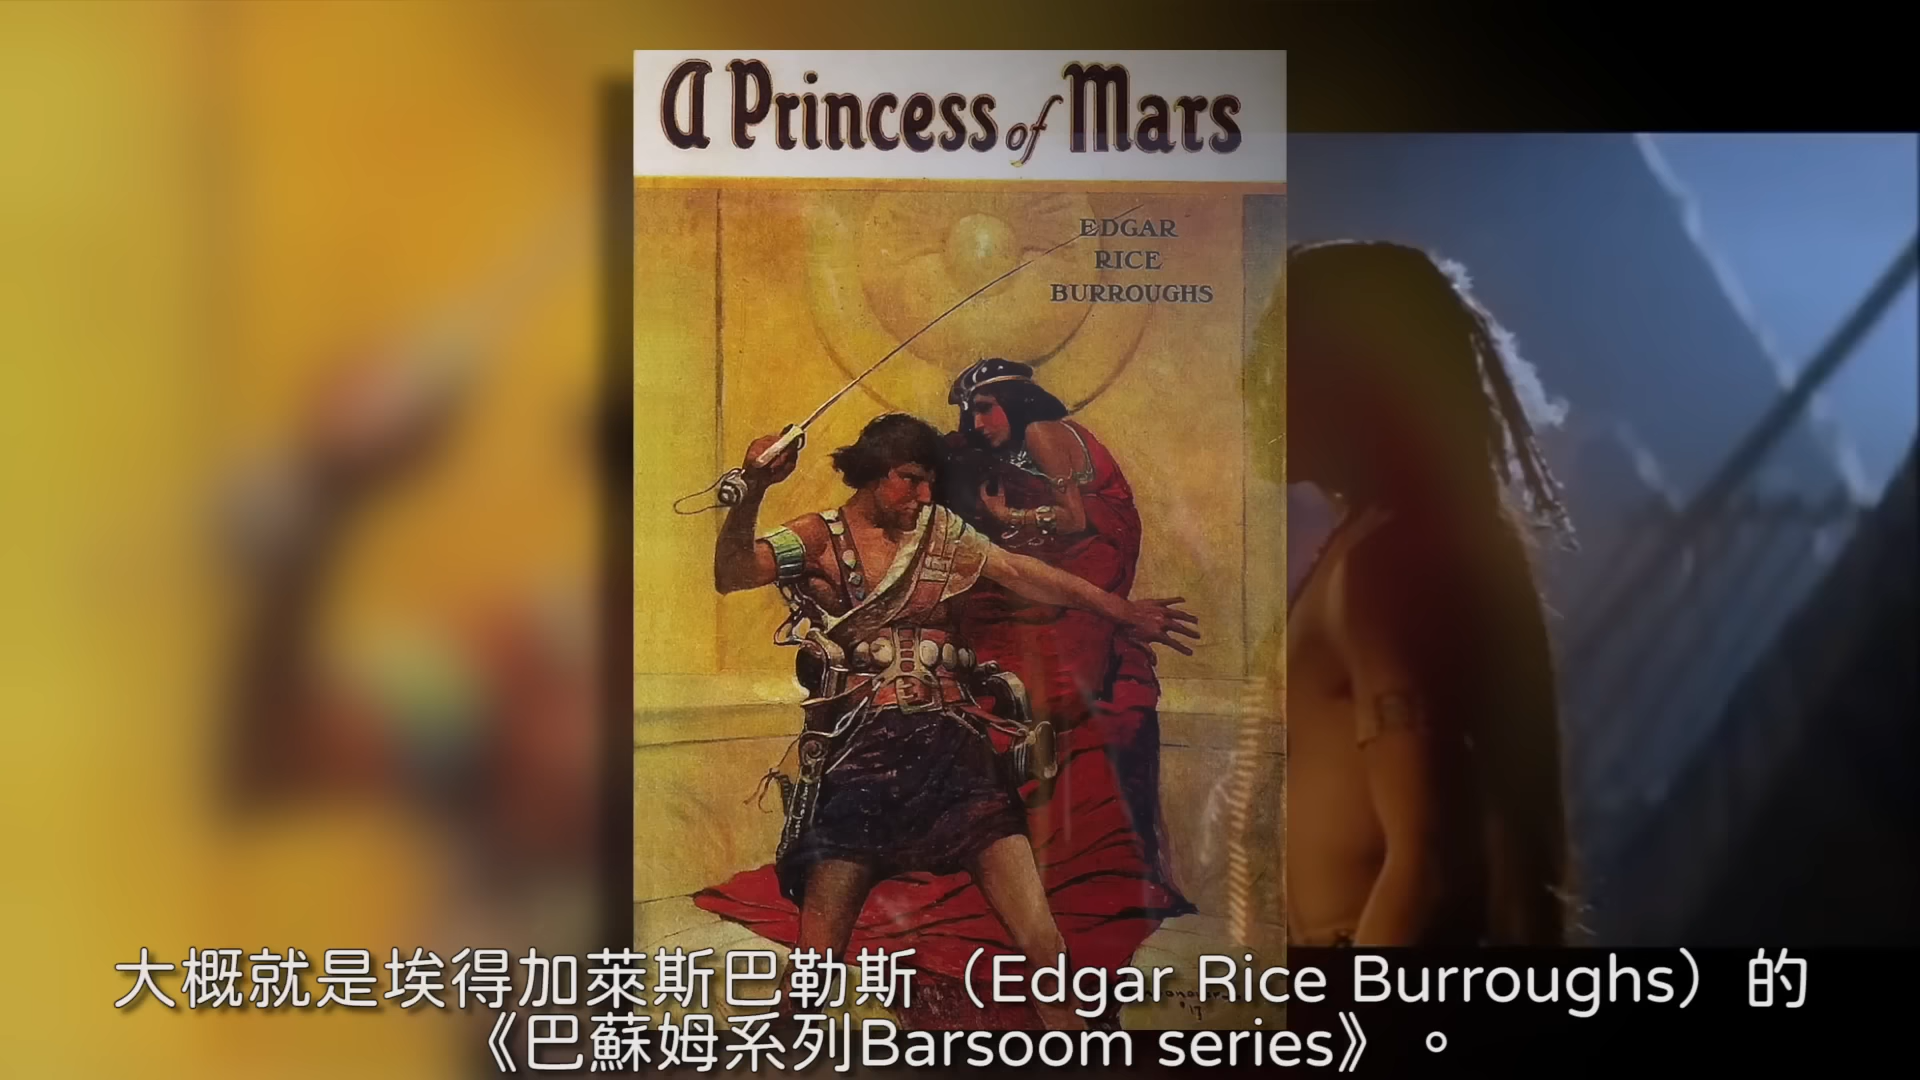 A Princess of Mars
EDGAR
RICE
BURROUGHS
大概就是埃得加萊斯巴勒斯（Edgar Rice Burroughs）的
《巴蘇姆系列Barsoom series》。